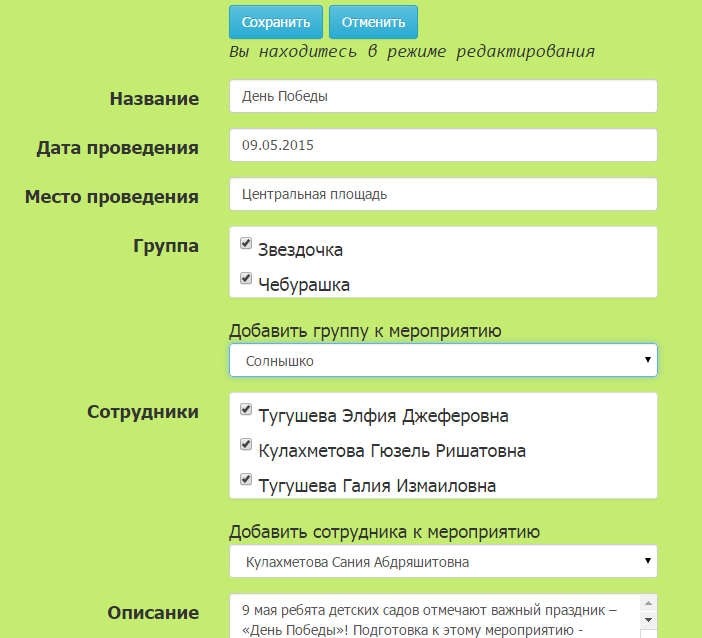 Сохранить Отменить
Вы находитесь в режиме редактирования
Название День Победы
Дата проведения 09.05.2015
Место проведения Центральная площадь
Группа Звездочка
Чебурашка
Добавить группу к мероприятию
Солнышко
Сотрудники Тугушева Элфия Джеферовна
Кулахметова Гюзель Ришатовна
Тугушева Галия Измаиловна
Добавить сотрудника к мероприятию
Кулахметова Сания Абдряшитовна
Описание 9 мая ребята детских садов отмечают важный праздник –
«День Победы»! Подготовка к этому мероприятию -